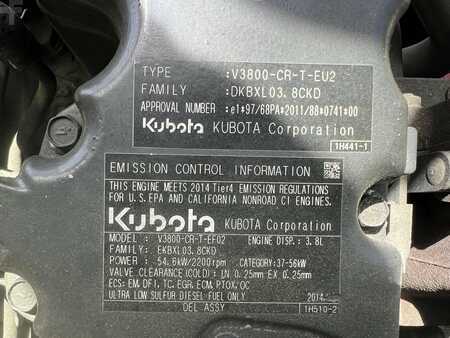 TYPE :V3800-CR-T-EU2
FAMILY :DKBXL03.8CKD
APPROVAL NUMBER :e1*97/68PA*2011/88*0741*00
Kubota KUBOTA Corporation
1H441-1
EMISSION CONTROL INFORMATION
THIS ENGINE MEETS 2014 Tier4 EMISSION REGULATIONS
FOR U.S. EPA AND CALIFORNIA NONROAD CI ENGINES.
Kubota KUBOTA Corporation
MODEL : V3800-CR-T-EF02 ENGINE DISP.: 3.8L
FAMILY : EKBXL03.8CKD
POWER : 54.6kW/2200rpm CATEGORY:37-56kW
VALVE CLEARANCE(COLD): IN 0.25mm EX 0.25mm
ECS: EM, DFI, TC, EGR, ECM, PTOX, OC
ULTRA LOW SULFUR DIESEL FUEL ONLY 2014
DEL ASSY 1H510-2